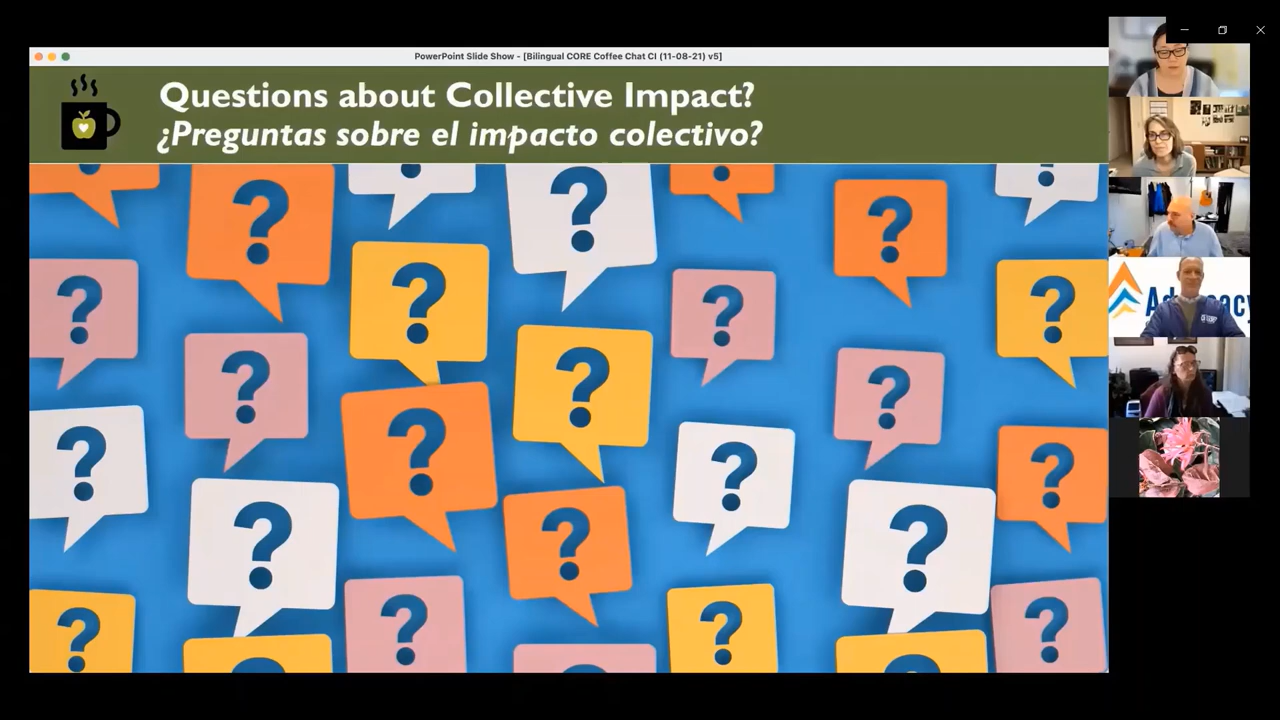 PowerPoint Slide Show - [Bilingual CORE Coffee Chat CI (11-08-21) v5]
Questions about Collective Impact?
¿Preguntas sobre el impacto colectivo?
? ? ? ?
? ? ? ?
? ? ?
? ? ? ?
? ? ?
? ? ?